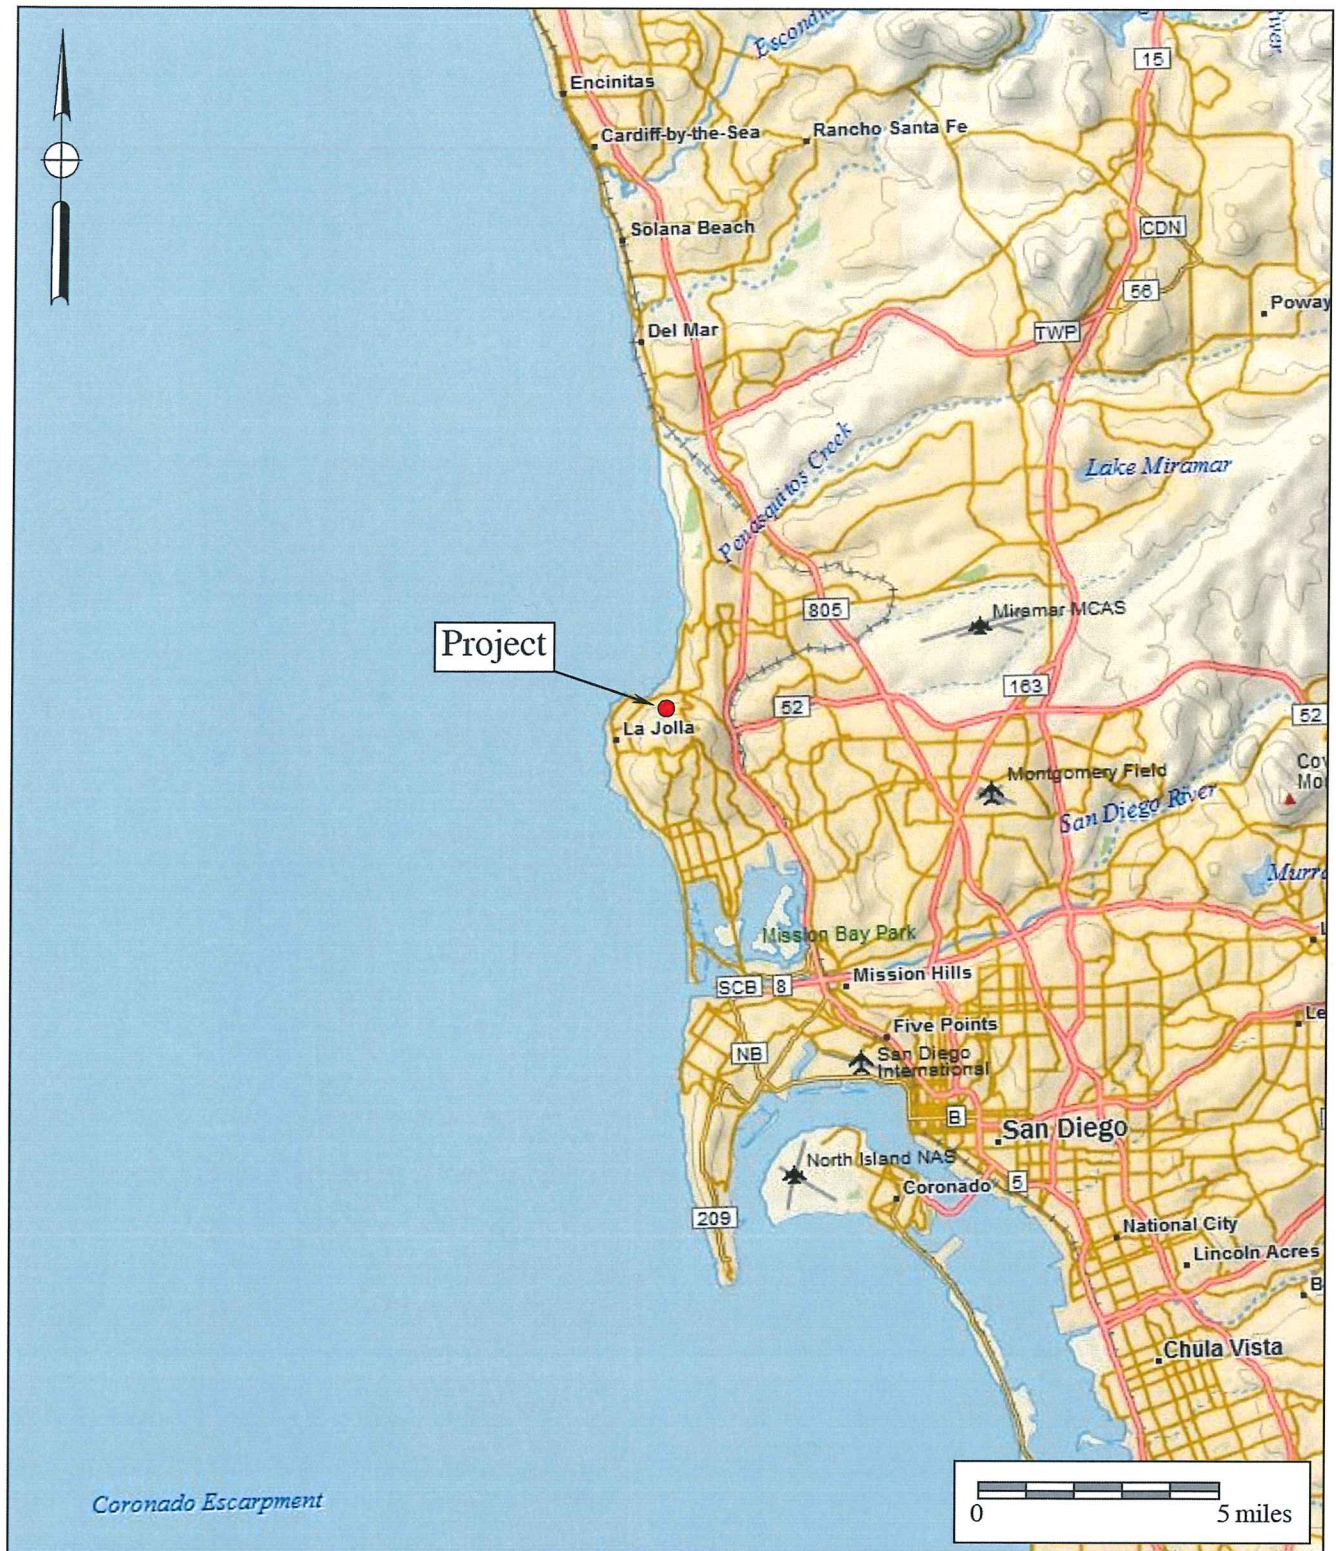 Escondi
15
Encinitas
Cardiff-by-the-Sea
Rancho Santa Fe
Solana Beach
CDN
56
Poway
Del Mar
TWP
Penasquitos Creek
Lake Miramar
805
Miramar MCAS
Project
163
52
52
La Jolla
Montgomery Field
San Diego River
Mission Bay Park
SCB
8
Mission Hills
Five Points
NB
San Diego
International
B
San Diego
North Island NAS
5
Coronado
209
National City
Lincoln Acres
B
Chula Vista
Coronado Escarpment
0
5 miles